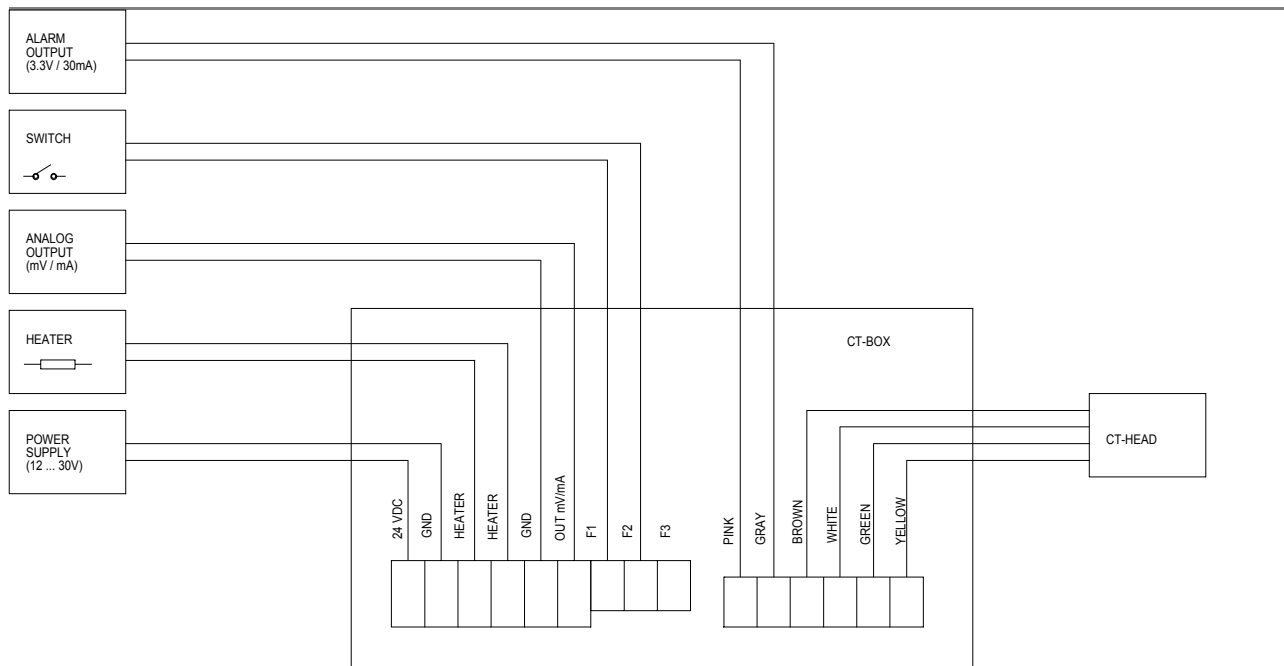 ALARM
OUTPUT
(3.3V / 30mA)
SWITCH
ANALOG
OUTPUT
(mV / mA)
HEATER
POWER
SUPPLY
(12 ... 30V)
CT-BOX
CT-HEAD
24 VDC
GND
HEATER
HEATER
GND
OUT mV/mA
F1
F2
F3
PINK
GRAY
BROWN
WHITE
GREEN
YELLOW